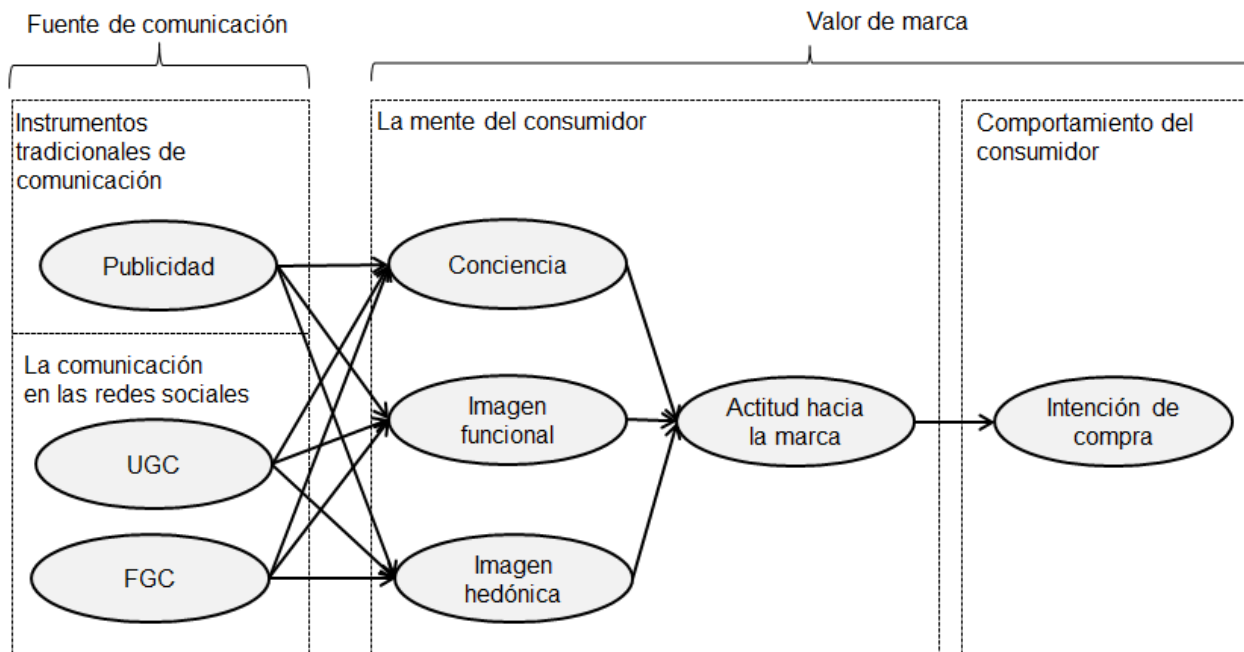 Fuente de comunicación
Valor de marca
Instrumentos
tradicionales de
comunicación
Publicidad
La comunicación
en las redes sociales
UGC
FGC
La mente del consumidor
Conciencia
Imagen
funcional
Imagen
hedónica
Actitud hacia
la marca
Comportamiento del
consumidor
Intención de
compra